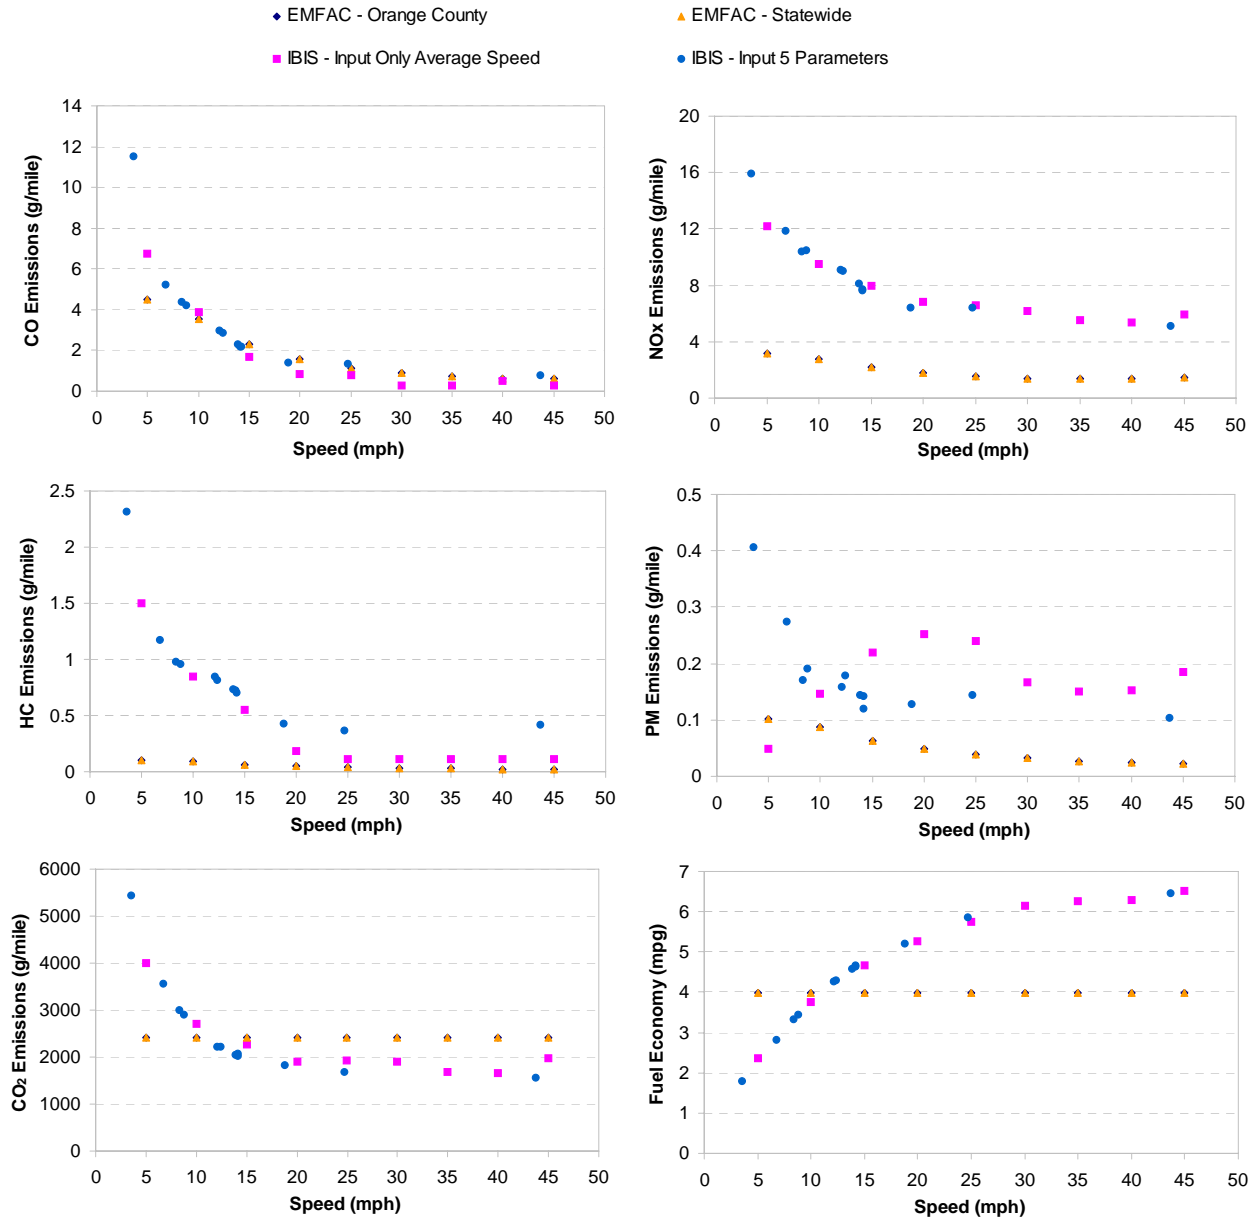 EMFAC - Orange County
EMFAC - Statewide
IBIS - Input Only Average Speed
IBIS - Input 5 Parameters
CO Emissions (g/mile)
14
12
10
8
6
4
2
0
0 5 10 15 20 25 30 35 40 45 50
Speed (mph)
NOx Emissions (g/mile)
20
16
12
8
4
0
0 5 10 15 20 25 30 35 40 45 50
Speed (mph)
HC Emissions (g/mile)
2.5
2
1.5
1
0.5
0
0 5 10 15 20 25 30 35 40 45 50
Speed (mph)
PM Emissions (g/mile)
0.5
0.4
0.3
0.2
0.1
0
0 5 10 15 20 25 30 35 40 45 50
Speed (mph)
CO2 Emissions (g/mile)
6000
5000
4000
3000
2000
1000
0
0 5 10 15 20 25 30 35 40 45 50
Speed (mph)
Fuel Economy (mpg)
7
6
5
4
3
2
1
0
0 5 10 15 20 25 30 35 40 45 50
Speed (mph)